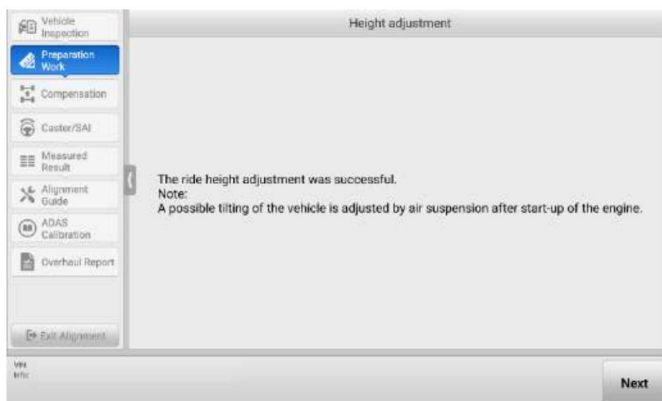 Vehicle
Inspection
Height adjustment
Preparation
Work
Compensation
Caster/SAI
Measured
Result
Alignment
Guide
ADAS
Calibration
Overhaul Report
The ride height adjustment was successful.
Note:
A possible tilting of the vehicle is adjusted by air suspension after start-up of the engine.
Exit Alignment
VIN
Info:
Next